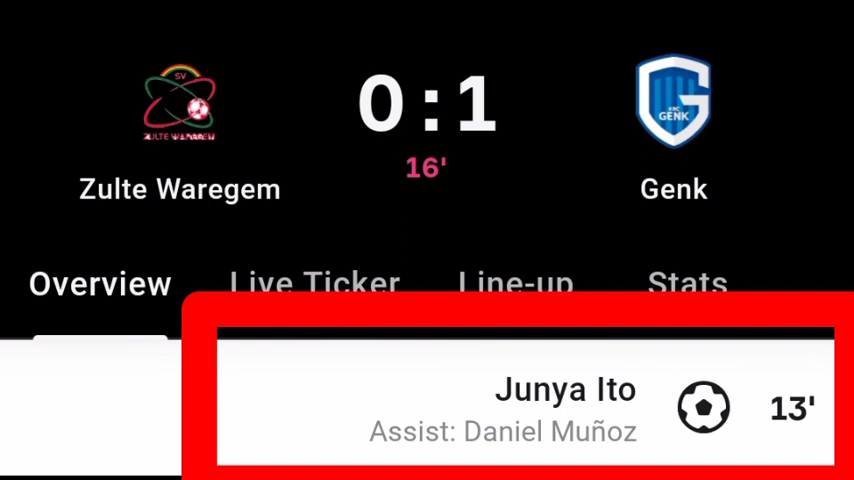 SV
ZULTE WAREGEM
0:1
KRC
GENK
16'
Zulte Waregem
Genk
Overview Live Ticker Line-up Stats
Junya Ito
13'
Assist: Daniel Muñoz